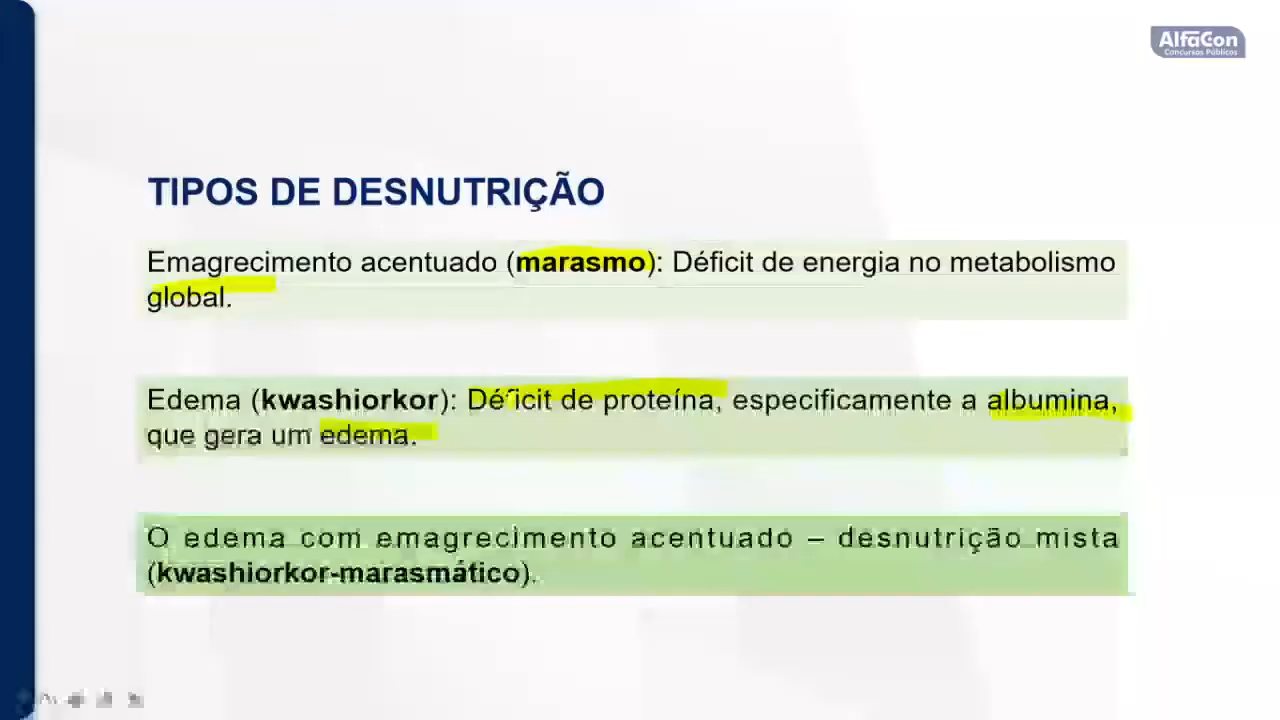 AlfaCon
Concursos Públicos
TIPOS DE DESNUTRIÇÃO
Emagrecimento acentuado (marasmo): Déficit de energia no metabolismo
global.
Edema (kwashiorkor): Déficit de proteína, especificamente a albumina,
que gera um edema.
O edema com emagrecimento acentuado – desnutrição mista
(kwashiorkor-marasmático).